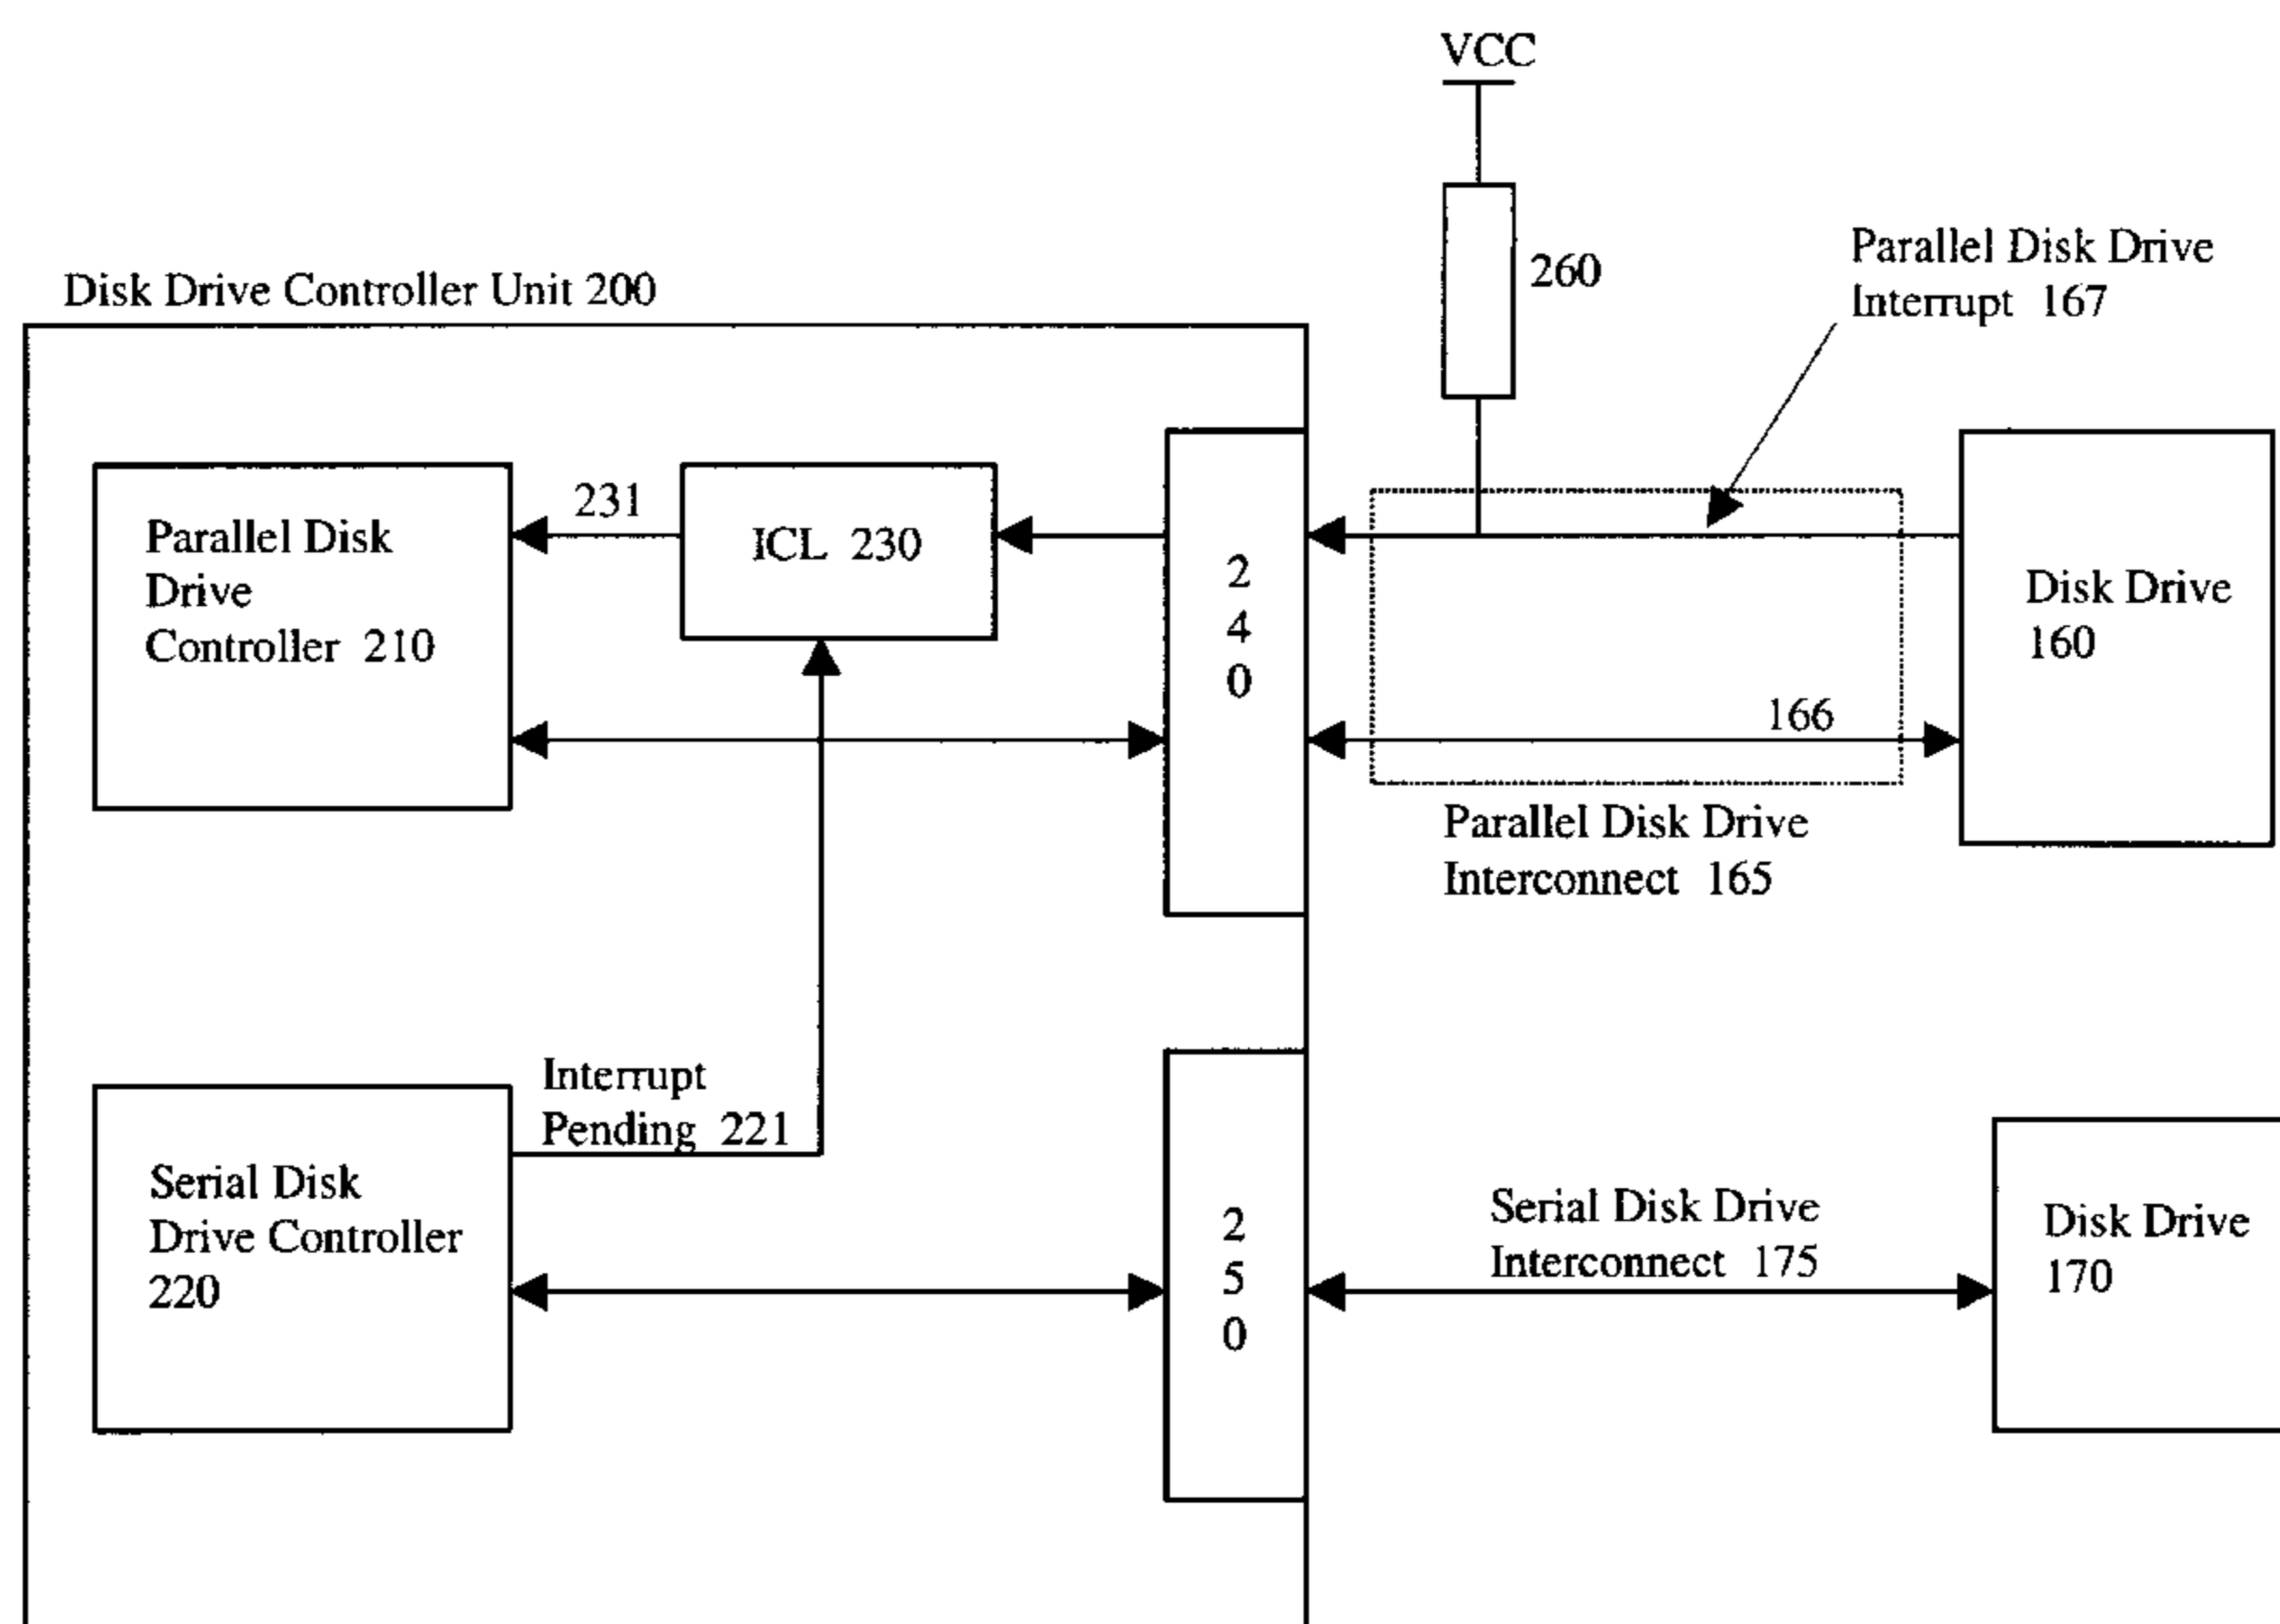 VCC
260
Parallel Disk Drive
Interrupt 167
Disk Drive Controller Unit 200
231
Parallel Disk
Drive
Controller 210
ICL 230
2
4
0
Disk Drive
160
166
Parallel Disk Drive
Interconnect 165
Interrupt
Pending 221
Serial Disk
Drive Controller
220
2
5
0
Serial Disk Drive
Interconnect 175
Disk Drive
170